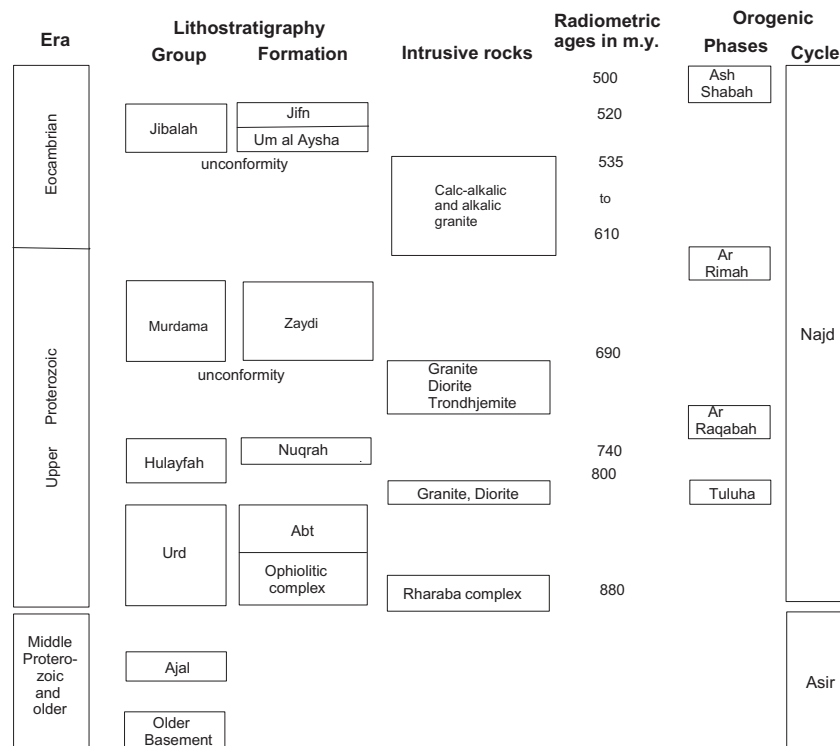 Era
Lithostratigraphy
Group
Formation
Intrusive rocks
Radiometric
ages in m.y.
Orogenic
Phases
Cycle
Eocambrian
Jibalah
Jifn
Um al Aysha
unconformity
Calc-alkalic
and alkalic
granite
500
520
535
to
610
Ash
Shabah
Ar
Rimah
Najd
Upper Proterozoic
Murdama
Zaydi
unconformity
690
Granite
Diorite
Trondhjemite
Ar
Raqabah
Hulayfah
Nuqrah
740
800
Granite, Diorite
Tuluha
Urd
Abt
Ophiolitic
complex
Rharaba complex
880
Middle
Protero-
zoic
and
older
Ajal
Older
Basement
Asir